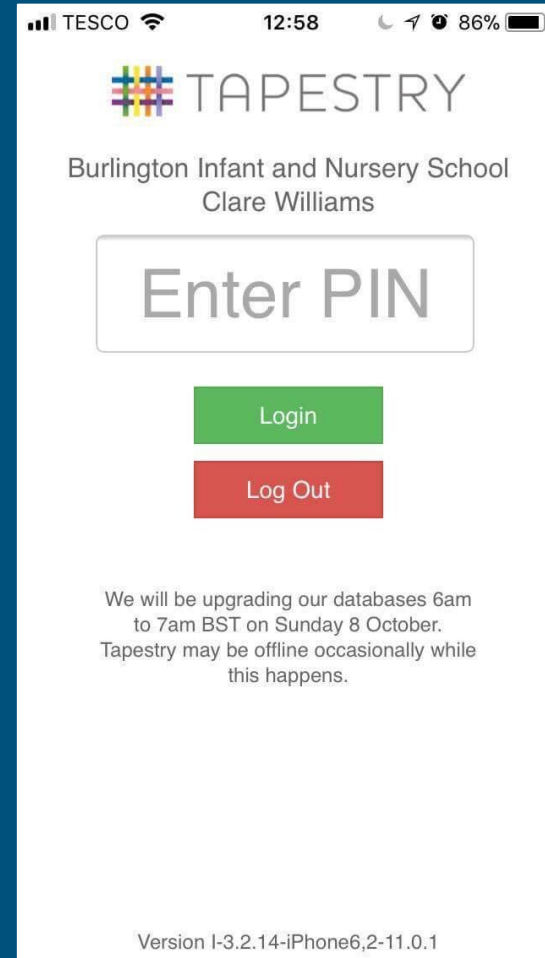 TESCO 12:58 86%
TAPESTRY
Burlington Infant and Nursery School
Clare Williams
Enter PIN
Login
Log Out
We will be upgrading our databases 6am
to 7am BST on Sunday 8 October.
Tapestry may be offline occasionally while
this happens.
Version I-3.2.14-iPhone6,2-11.0.1